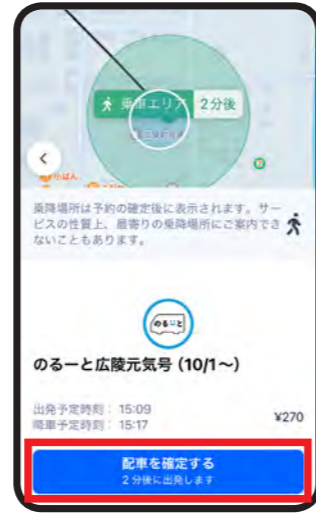 乗車エリア 2分後
乗降場所は予約の確定後に表示されます。サー
ビスの性質上、最寄りの乗降場所にご案内でき
ないこともあります。
のるーと
のるーと広陵元気号 (10/1～)
出発予定時刻： 15:09
降車予定時刻： 15:17
¥270
配車を確定する
2分後に出発します